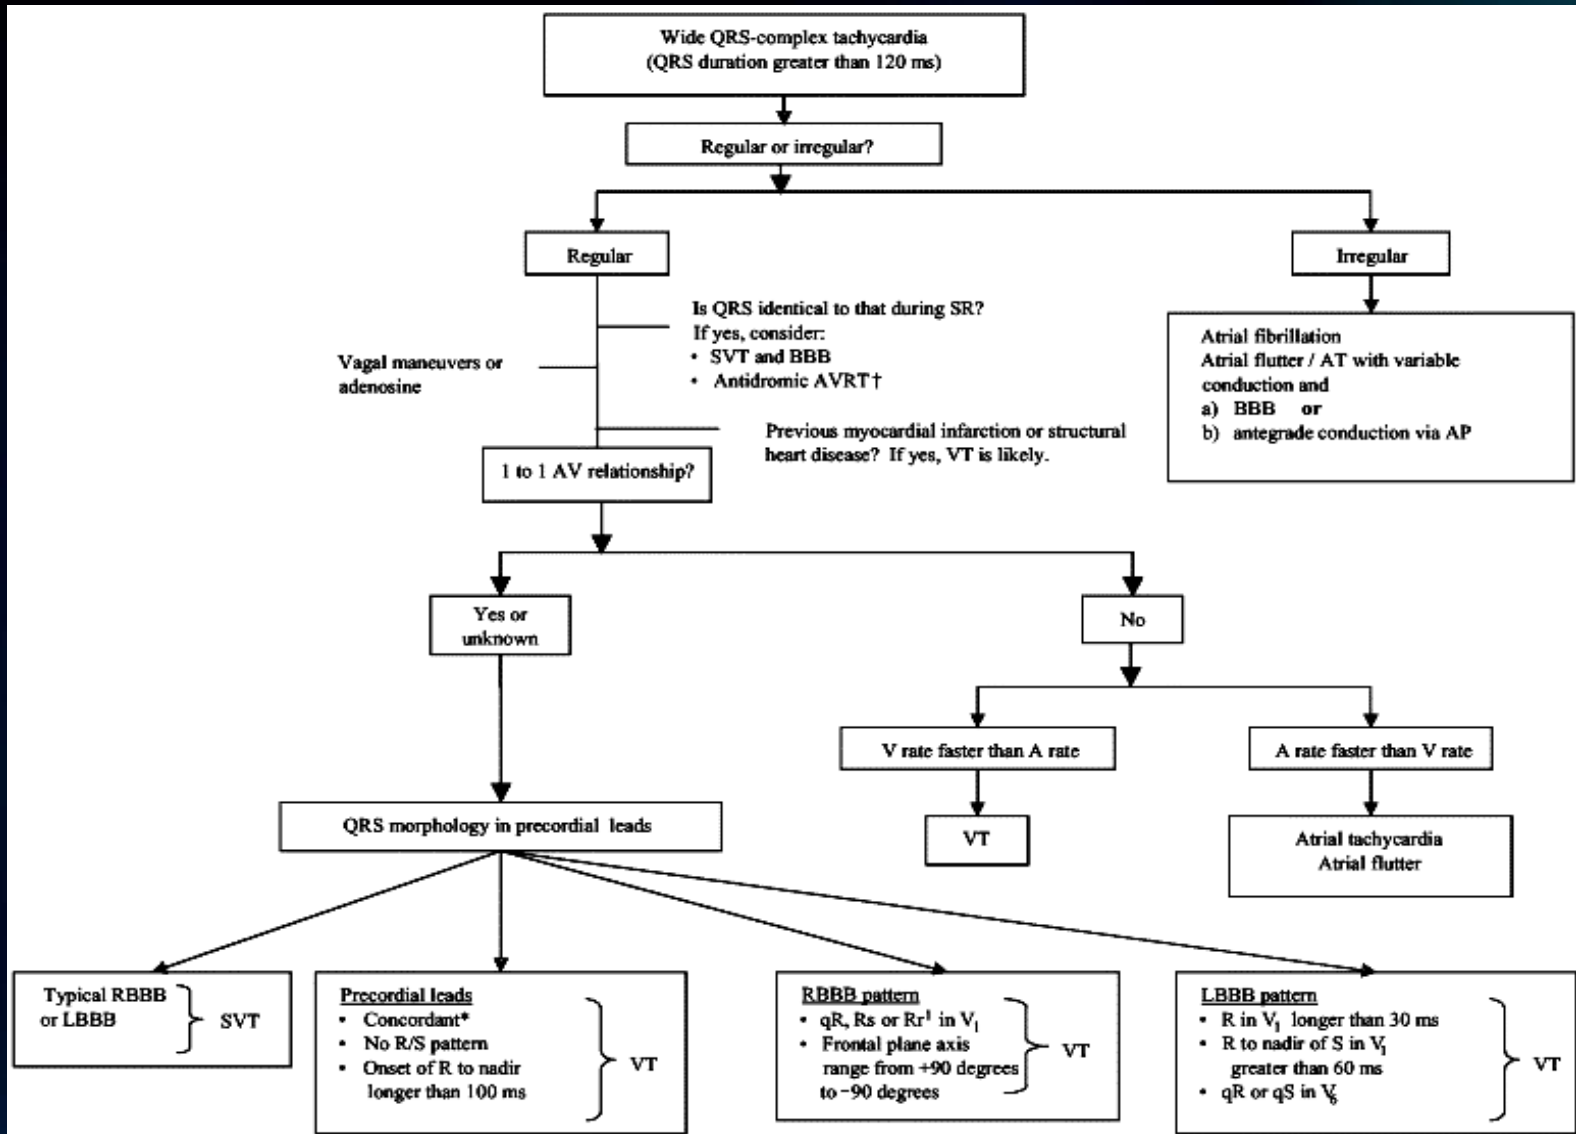 Wide QRS-complex tachycardia
(QRS duration greater than 120 ms)
Regular or irregular?
Regular
Irregular
Is QRS identical to that during SR?
If yes, consider:
• SVT and BBB
• Antidromic AVRT†
Vagal maneuvers or
adenosine
Previous myocardial infarction or structural
heart disease? If yes, VT is likely.
Atrial fibrillation
Atrial flutter / AT with variable
conduction and
a) BBB or
b) antegrade conduction via AP
1 to 1 AV relationship?
Yes or
unknown
No
V rate faster than A rate
A rate faster than V rate
QRS morphology in precordial leads
VT
Atrial tachycardia
Atrial flutter
Typical RBBB
or LBBB
SVT
Precordial leads
• Concordant*
• No R/S pattern
• Onset of R to nadir
longer than 100 ms
VT
RBBB pattern
• qR, Rs or Rr¹ in V₁
• Frontal plane axis
range from +90 degrees
to −90 degrees
VT
LBBB pattern
• R in V₁ longer than 30 ms
• R to nadir of S in V₁
greater than 60 ms
• qR or qS in V₆
VT